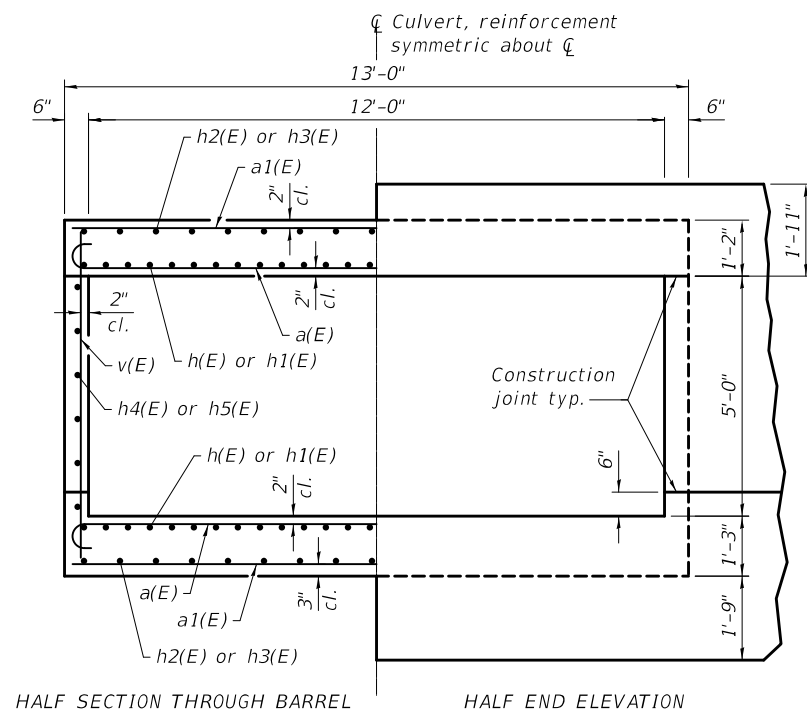 ℄ Culvert, reinforcement
symmetric about ℄
13'-0"
6"
12'-0"
6"
h2(E) or h3(E)
a1(E)
2"
cl.
1'-2"
1'-11"
2"
cl.
2"
cl.
a(E)
v(E)
h(E) or h1(E)
h4(E) or h5(E)
Construction
joint typ.
5'-0"
h(E) or h1(E)
2"
cl.
6"
1'-3"
a(E)
a1(E)
3"
cl.
1'-9"
h2(E) or h3(E)
HALF SECTION THROUGH BARREL
HALF END ELEVATION